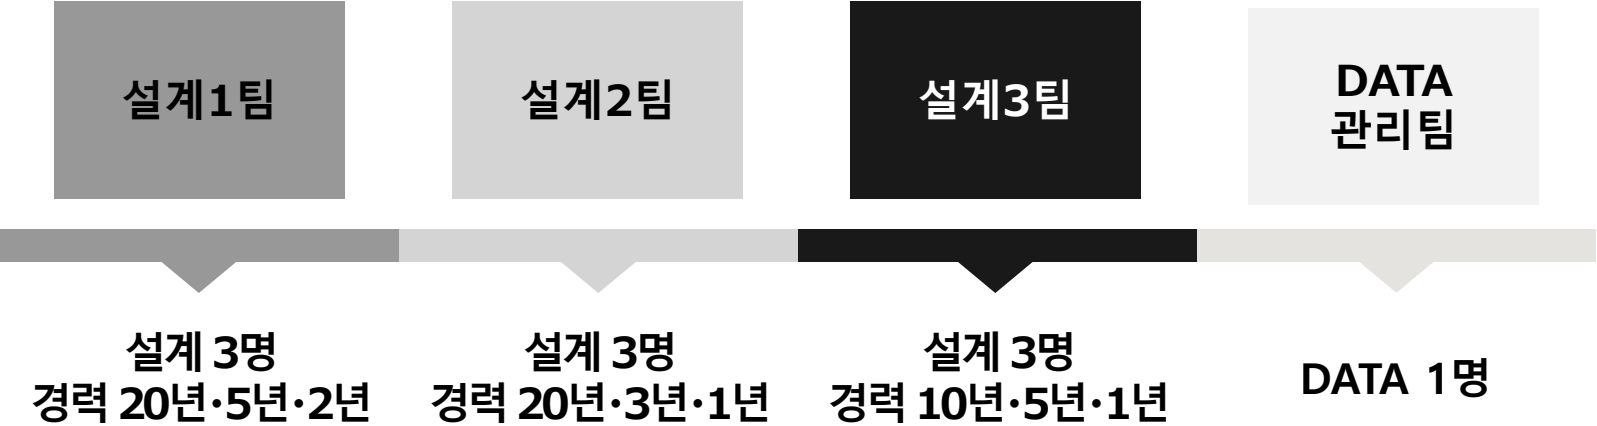 설계1팀
설계2팀
설계3팀
DATA
관리팀
설계 3명
경력 20년·5년·2년
설계 3명
경력 20년·3년·1년
설계 3명
경력 10년·5년·1년
DATA 1명